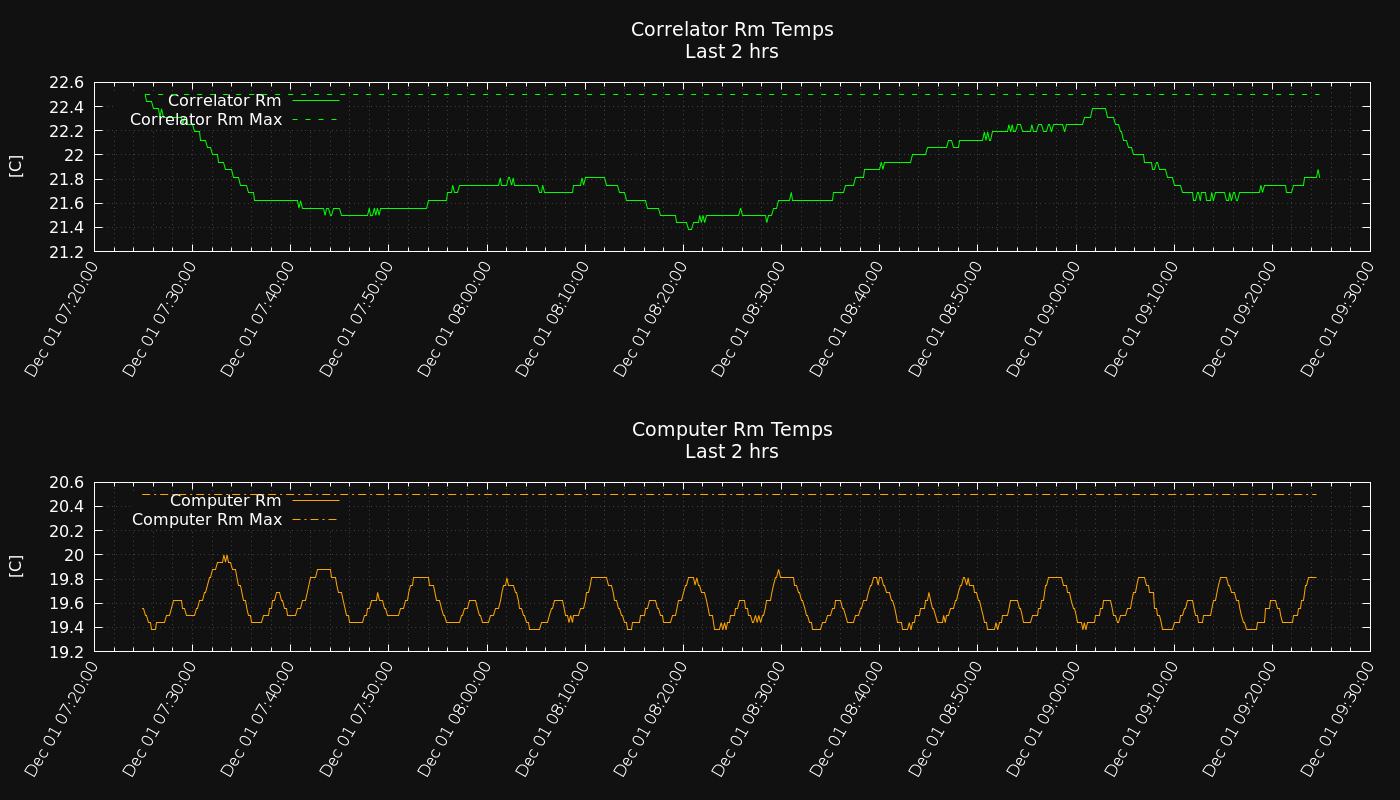 Correlator Rm Temps
Last 2 hrs
22.6
22.4
22.2
22
21.8
21.6
21.4
21.2
[C]
Correlator Rm
Correlator Rm Max
Dec 01 07:20:00
Dec 01 07:30:00
Dec 01 07:40:00
Dec 01 07:50:00
Dec 01 08:00:00
Dec 01 08:10:00
Dec 01 08:20:00
Dec 01 08:30:00
Dec 01 08:40:00
Dec 01 08:50:00
Dec 01 09:00:00
Dec 01 09:10:00
Dec 01 09:20:00
Dec 01 09:30:00
Computer Rm Temps
Last 2 hrs
20.6
20.4
20.2
20
19.8
19.6
19.4
19.2
[C]
Computer Rm
Computer Rm Max
Dec 01 07:20:00
Dec 01 07:30:00
Dec 01 07:40:00
Dec 01 07:50:00
Dec 01 08:00:00
Dec 01 08:10:00
Dec 01 08:20:00
Dec 01 08:30:00
Dec 01 08:40:00
Dec 01 08:50:00
Dec 01 09:00:00
Dec 01 09:10:00
Dec 01 09:20:00
Dec 01 09:30:00